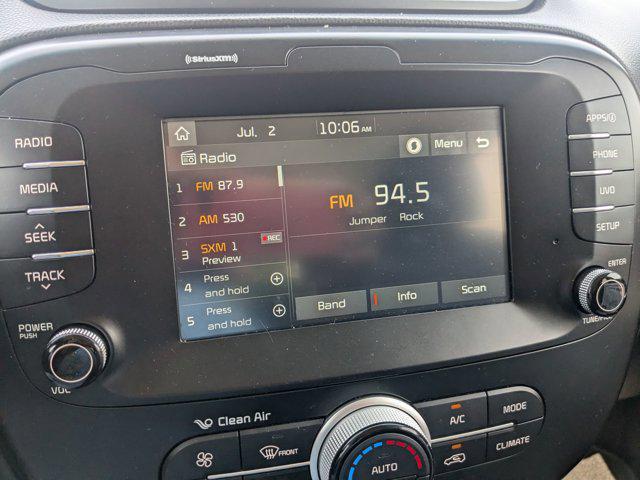 ((SiriusXM))
RADIO
MEDIA
SEEK
TRACK
POWER
PUSH
VOL
Jul, 2 10:06 AM
Radio Menu
1 FM 87.9
2 AM 530
3 SXM 1 REC
Preview
4 Press
and hold
5 Press
and hold
FM 94.5
Jumper Rock
Band Info Scan
APPS/
PHONE
UVO
SETUP
ENTER
Clean Air
FRONT
AUTO
A/C
MODE
CLIMATE